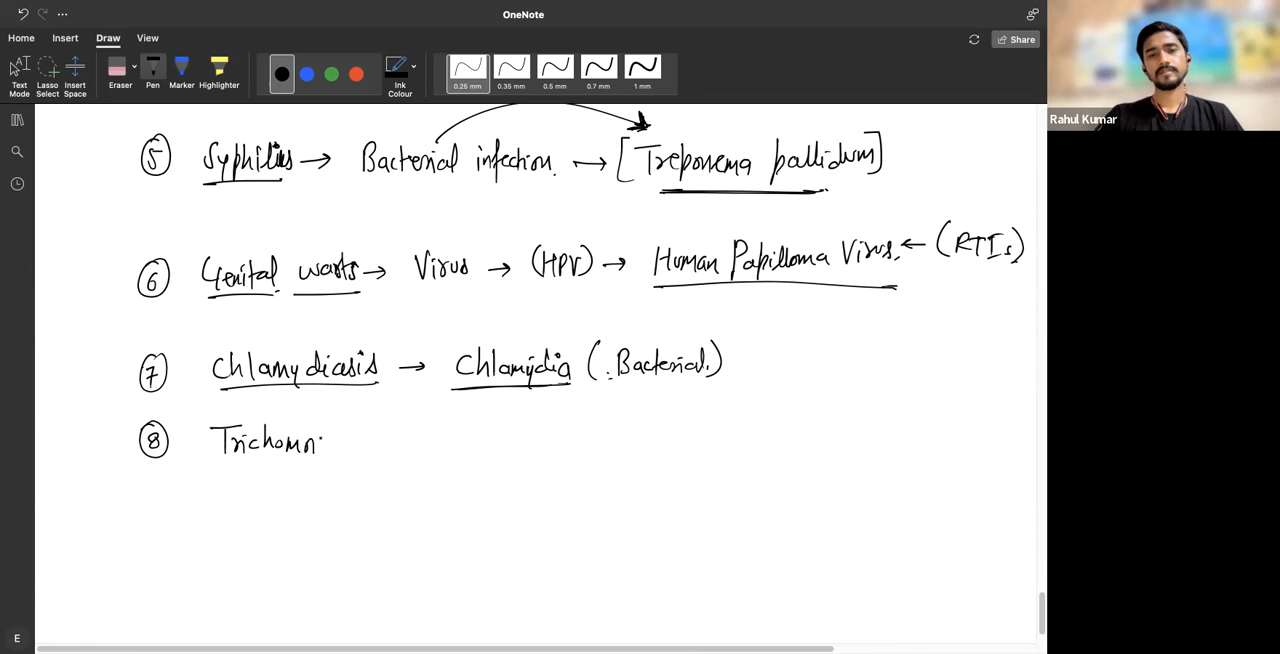 OneNote
Home Insert Draw View
Share
Text Mode Lasso Select Insert Space Eraser Pen Marker Highlighter Ink Colour 0.25 mm 0.35 mm 0.5 mm 0.7 mm 1 mm
Rahul Kumar
5 Syphilis → Bacterial infection. → [Treponema pallidum]
6 Genital warts → Virus → (HPV) → Human Papilloma Virus. ← (RTIs)
7 Chlamydiasis → Chlamydia (Bacterial.)
8 Trichomn
E